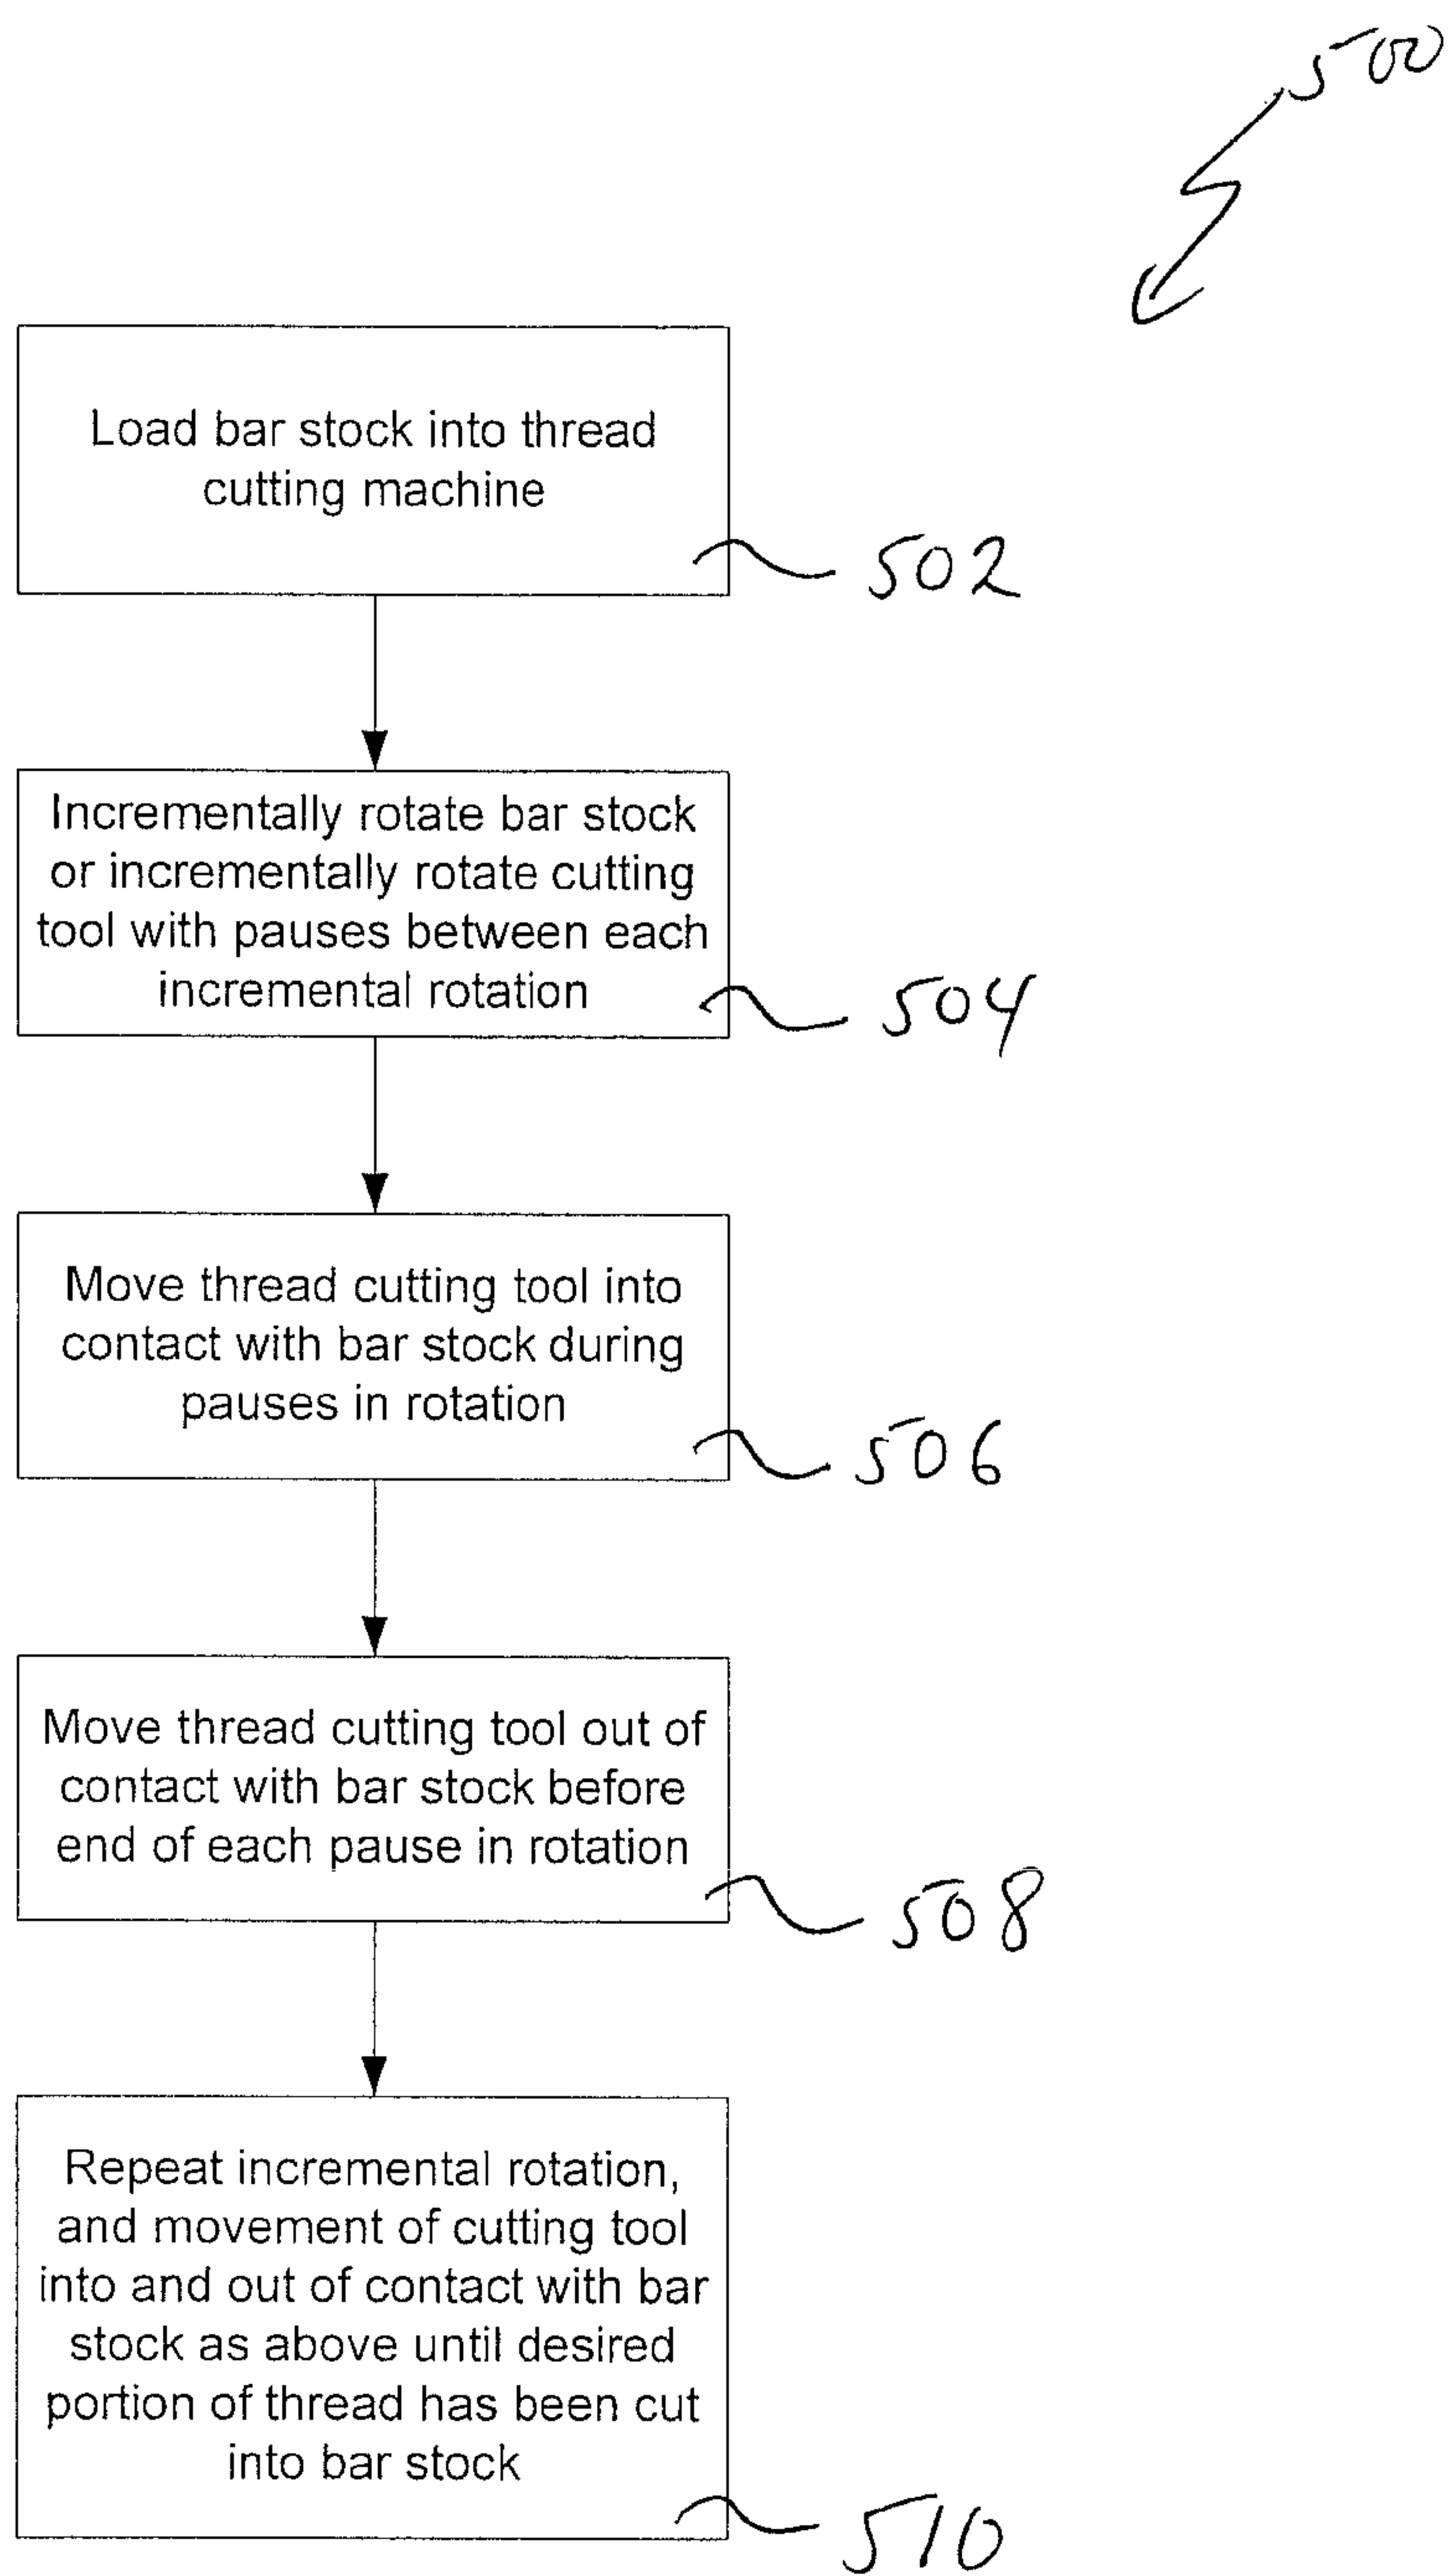 500
Load bar stock into thread
cutting machine
502
Incrementally rotate bar stock
or incrementally rotate cutting
tool with pauses between each
incremental rotation
504
Move thread cutting tool into
contact with bar stock during
pauses in rotation
506
Move thread cutting tool out of
contact with bar stock before
end of each pause in rotation
508
Repeat incremental rotation,
and movement of cutting tool
into and out of contact with bar
stock as above until desired
portion of thread has been cut
into bar stock
510